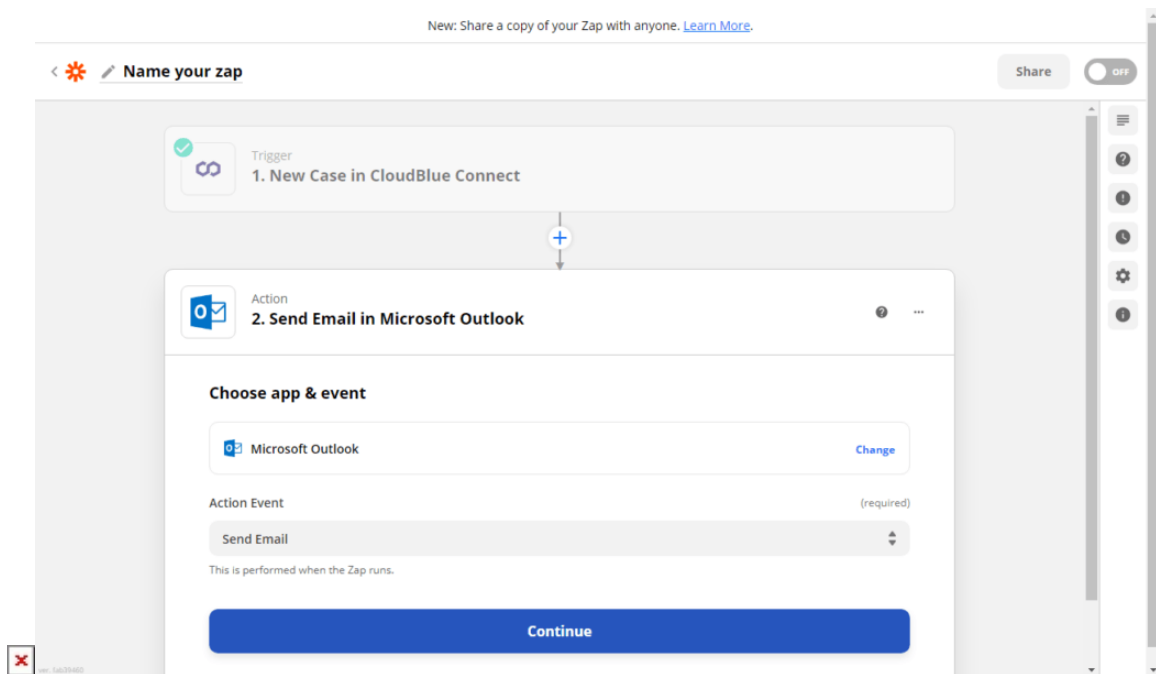 New: Share a copy of your Zap with anyone. Learn More.
Name your zap
Share
OFF
Trigger
1. New Case in CloudBlue Connect
Action
2. Send Email in Microsoft Outlook
Choose app & event
Microsoft Outlook
Change
Action Event
(required)
Send Email
This is performed when the Zap runs.
Continue